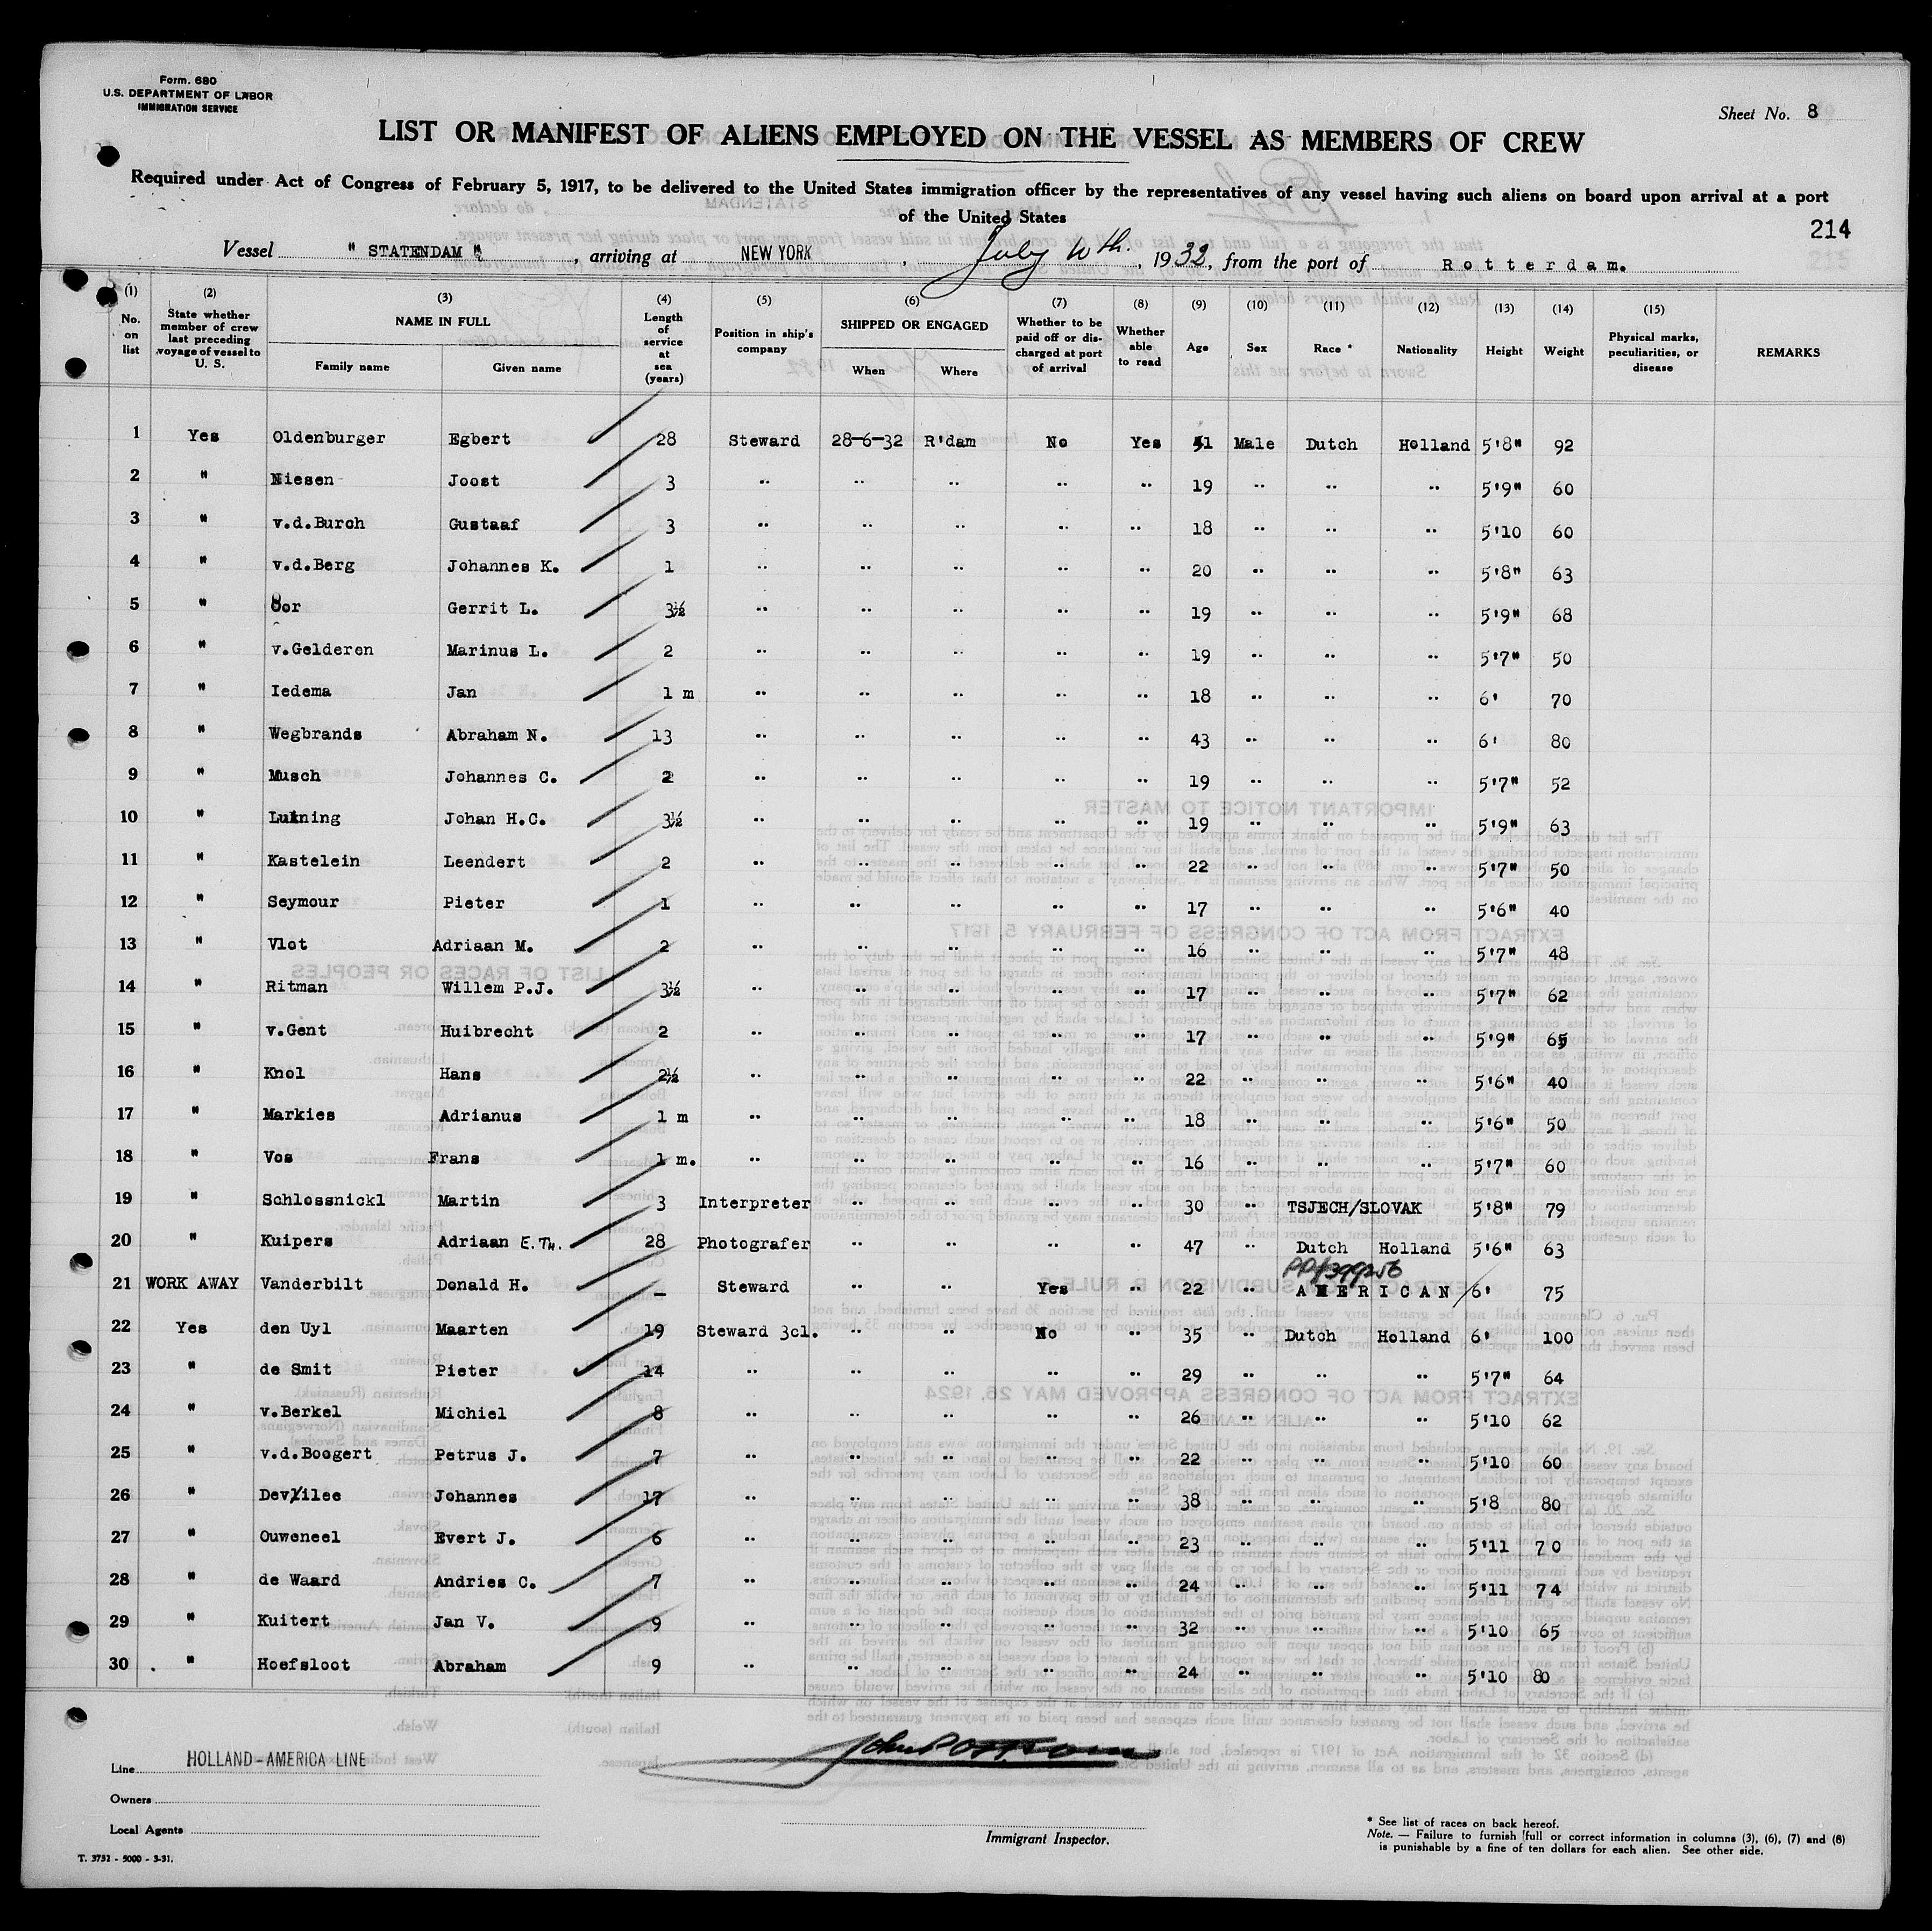 Form. 680
U.S. DEPARTMENT OF LABOR
IMMIGRATION SERVICE
Sheet No. 8
LIST OR MANIFEST OF ALIENS EMPLOYED ON THE VESSEL AS MEMBERS OF CREW
Required under Act of Congress of February 5, 1917, to be delivered to the United States immigration officer by the representatives of any vessel having such aliens on board upon arrival at a port
of the United States
214
Vessel " STATENDAM ", arriving at NEW YORK, July 10th, 1932, from the port of Rotterdam.
(1) (2) (3) (4) (5) (6) (7) (8) (9) (10) (11) (12) (13) (14) (15)
No. on list | State whether member of crew last preceding voyage of vessel to U. S. | NAME IN FULL | Length of service at sea (years) | Position in ship's company | SHIPPED OR ENGAGED | Whether to be paid off or discharged at port of arrival | Whether able to read | Age | Sex | Race * | Nationality | Height | Weight | Physical marks, peculiarities, or disease | REMARKS
Family name | Given name | When | Where
1 Yes Oldenburger Egbert 28 Steward 28-6-32 R'dam No Yes 51 Male Dutch Holland 5'8" 92
2 " Niesen Joost 3 " " " " " 19 " " " 5'9" 60
3 " v.d.Burch Gustaaf 3 " " " " " 18 " " " 5'10 60
4 " v.d.Berg Johannes K. 1 " " " " " 20 " " " 5'8" 63
5 " Oor Gerrit L. 3½ " " " " " 19 " " " 5'9" 68
6 " v.Gelderen Marinus L. 2 " " " " " 19 " " " 5'7" 50
7 " Iedema Jan 1 m " " " " " 18 " " " 6' 70
8 " Wegbrands Abraham N. 13 " " " " " 43 " " " 6' 80
9 " Musch Johannes C. 2 " " " " " 19 " " " 5'7" 52
10 " Luining Johan H.C. 3½ " " " " " 19 " " " 5'9" 63
11 " Kastelein Leendert 2 " " " " " 22 " " " 5'7" 50
12 " Seymour Pieter 1 " " " " " 17 " " " 5'6" 40
13 " Vlot Adriaan M. 2 " " " " " 16 " " " 5'7" 48
14 " Ritman Willem P.J. 3½ " " " " " 17 " " " 5'7" 62
15 " v.Gent Huibrecht 2 " " " " " 17 " " " 5'9" 65
16 " Knol Hans 2½ " " " " " 22 " " " 5'6" 40
17 " Markies Adrianus 1 m " " " " " 18 " " " 5'6" 50
18 " Vos Frans 1 m. " " " " " 16 " " " 5'7" 60
19 " Schlossnickl Martin 3 Interpreter " " " " 30 " TSJECH/SLOVAK 5'8" 79
20 " Kuipers Adriaan E.Th. 28 Photografer " " " " 47 " Dutch Holland 5'6" 63
PP#399256
21 WORK AWAY Vanderbilt Donald H. - Steward " " Yes " 22 " AMERICAN 6' 75
22 Yes den Uyl Maarten 19 Steward 3cl. " " No " 35 " Dutch Holland 6' 100
23 " de Smit Pieter 14 " " " " " 29 " " " 5'7" 64
24 " v.Berkel Michiel 8 " " " " " 26 " " " 5'10 62
25 " v.d.Boogert Petrus J. 7 " " " " " 22 " " " 5'10 60
26 " Devilee Johannes 17 " " " " " 38 " " " 5'8 80
27 " Ouweneel Evert J. 6 " " " " " 23 " " " 5'11 70
28 " de Waard Andries C. 7 " " " " " 24 " " " 5'11 74
29 " Kuitert Jan V. 9 " " " " " 32 " " " 5'10 65
30 " Hoefsloot Abraham 9 " " " " " 24 " " " 5'10 80
Line HOLLAND-AMERICA LINE
Owners
Local Agents
Immigrant Inspector.
* See list of races on back hereof.
Note. — Failure to furnish full or correct information in columns (3), (6), (7) and (8)
is punishable by a fine of ten dollars for each alien. See other side.
T. 3732 - 5000 - 3-31.